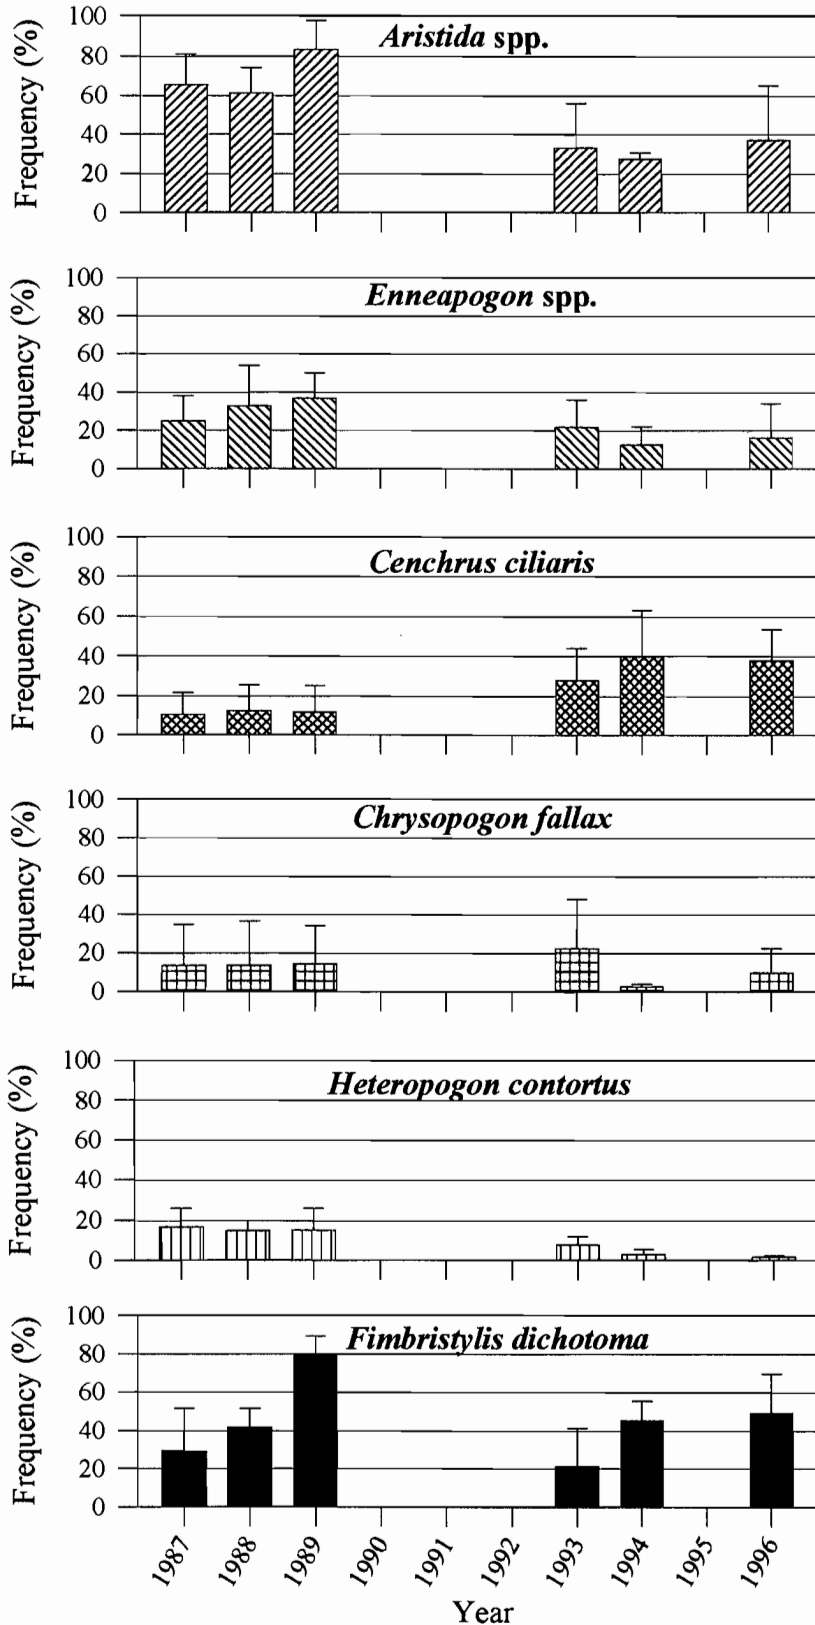 Aristida spp.
Frequency (%)
100
80
60
40
20
0
Enneapogon spp.
Frequency (%)
100
80
60
40
20
0
Cenchrus ciliaris
Frequency (%)
100
80
60
40
20
0
Chrysopogon fallax
Frequency (%)
100
80
60
40
20
0
Heteropogon contortus
Frequency (%)
100
80
60
40
20
0
Fimbristylis dichotoma
Frequency (%)
100
80
60
40
20
0
1987 1988 1989 1990 1991 1992 1993 1994 1995 1996
Year